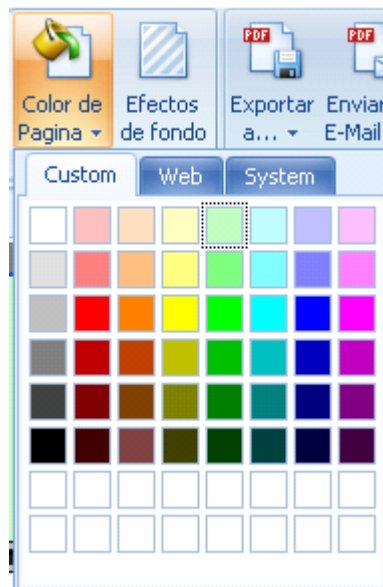 PDF PDF
Color de Efectos Exportar Enviar
Pagina de fondo a... E-Mail
Custom Web System